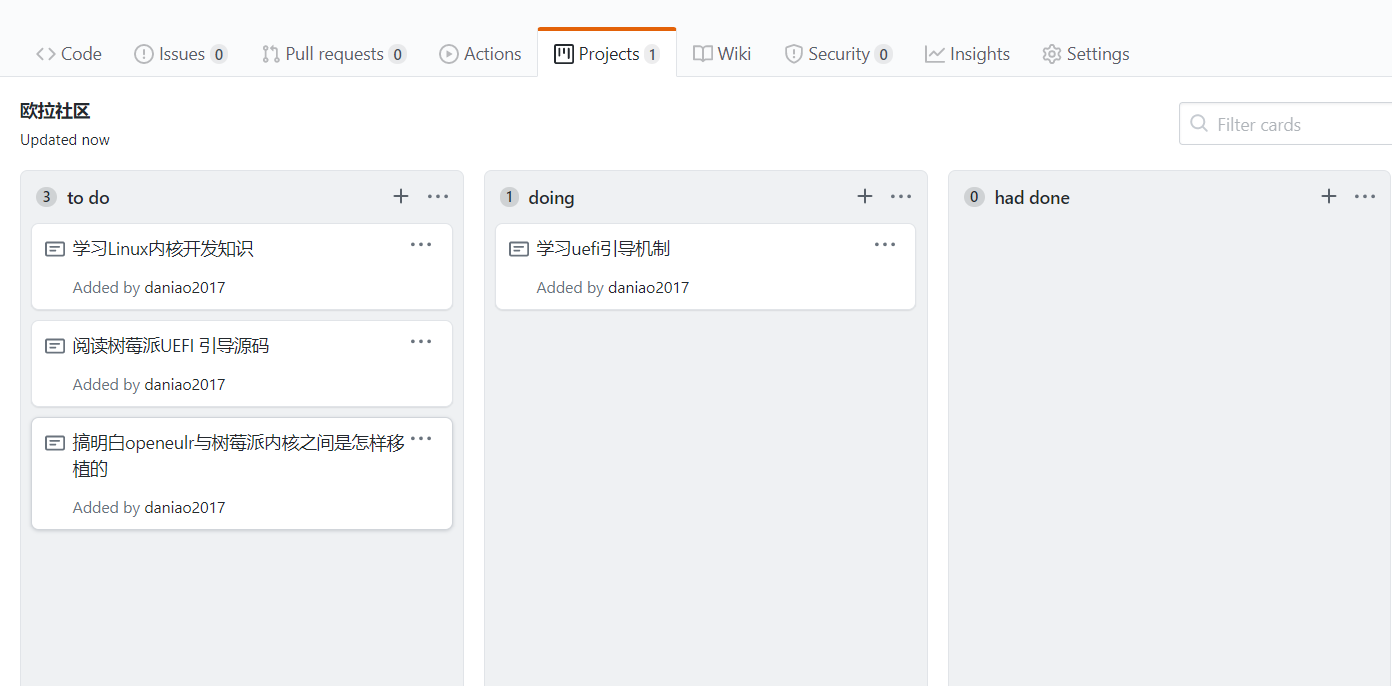 Code Issues 0 Pull requests 0 Actions Projects 1 Wiki Security 0 Insights Settings
欧拉社区
Updated now
Filter cards
3 to do
学习Linux内核开发知识
Added by daniao2017
阅读树莓派UEFI 引导源码
Added by daniao2017
搞明白openeulr与树莓派内核之间是怎样移
植的
Added by daniao2017
1 doing
学习uefi引导机制
Added by daniao2017
0 had done